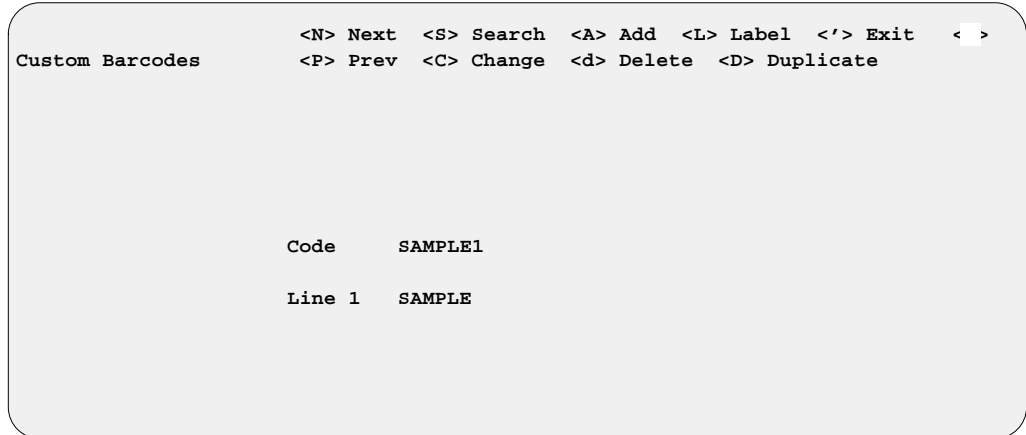 <N> Next <S> Search <A> Add <L> Label <′> Exit < >
Custom Barcodes <P> Prev <C> Change <d> Delete <D> Duplicate
Code SAMPLE1
Line 1 SAMPLE